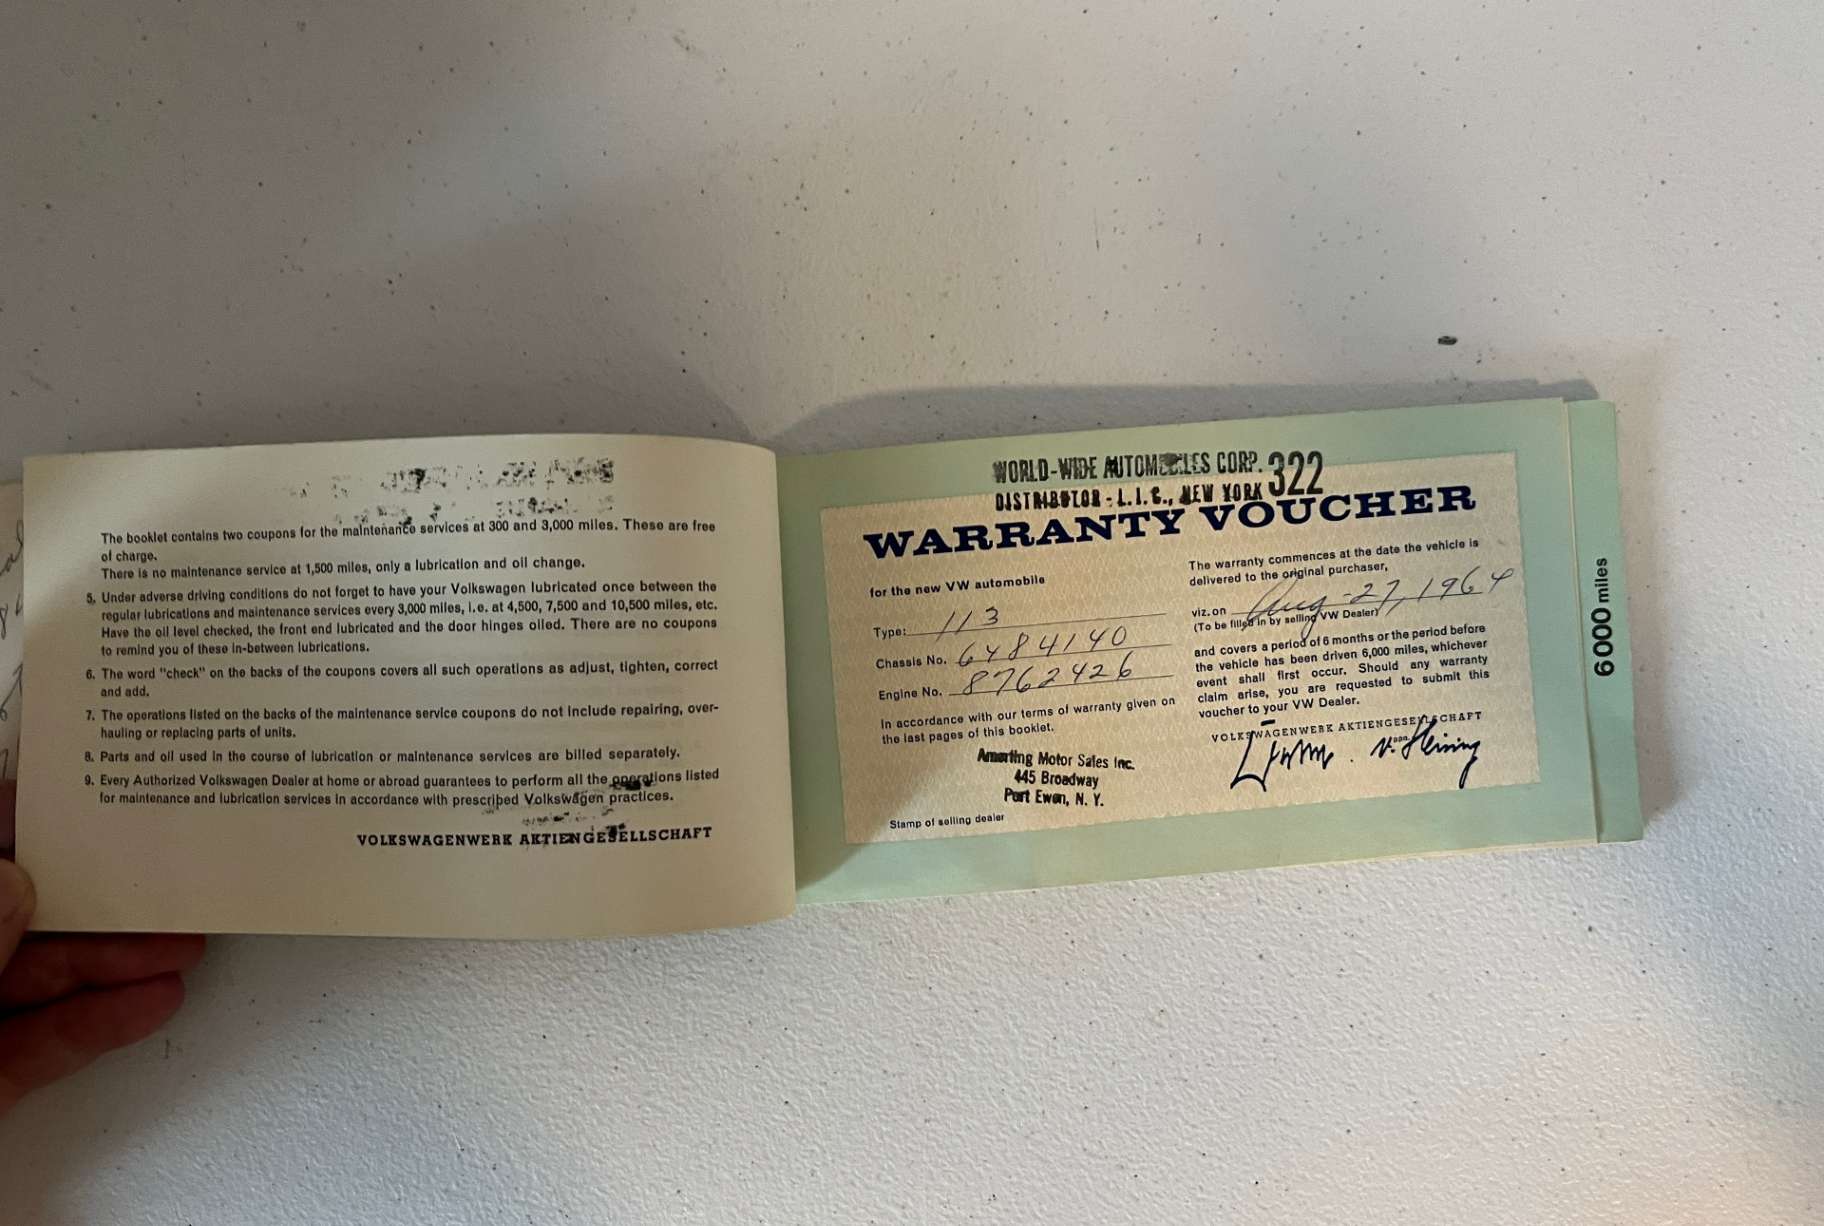 The booklet contains two coupons for the maintenance services at 300 and 3,000 miles. These are free
of charge.
There is no maintenance service at 1,500 miles, only a lubrication and oil change.
5. Under adverse driving conditions do not forget to have your Volkswagen lubricated once between the
regular lubrications and maintenance services every 3,000 miles, i.e. at 4,500, 7,500 and 10,500 miles, etc.
Have the oil level checked, the front end lubricated and the door hinges oiled. There are no coupons
to remind you of these in-between lubrications.
6. The word "check" on the backs of the coupons covers all such operations as adjust, tighten, correct
and add.
7. The operations listed on the backs of the maintenance service coupons do not include repairing, over-
hauling or replacing parts of units.
8. Parts and oil used in the course of lubrication or maintenance services are billed separately.
9. Every Authorized Volkswagen Dealer at home or abroad guarantees to perform all the operations listed
for maintenance and lubrication services in accordance with prescribed Volkswagen practices.
VOLKSWAGENWERK AKTIENGESELLSCHAFT
WORLD-WIDE AUTOMOBILES CORP. 322
DISTRIBUTOR - L. I. C., NEW YORK
WARRANTY VOUCHER
for the new VW automobile
Type: 113
Chassis No. 6484140
Engine No. 8762426
In accordance with our terms of warranty given on
the last pages of this booklet.
Amerling Motor Sales Inc.
445 Broadway
Port Ewen, N. Y.
Stamp of selling dealer
The warranty commences at the date the vehicle is
delivered to the original purchaser,
viz. on Aug-27, 1964
(To be filled in by selling VW Dealer)
and covers a period of 6 months or the period before
the vehicle has been driven 6,000 miles, whichever
event shall first occur. Should any warranty
claim arise, you are requested to submit this
voucher to your VW Dealer.
VOLKSWAGENWERK AKTIENGESELLSCHAFT
6000 miles